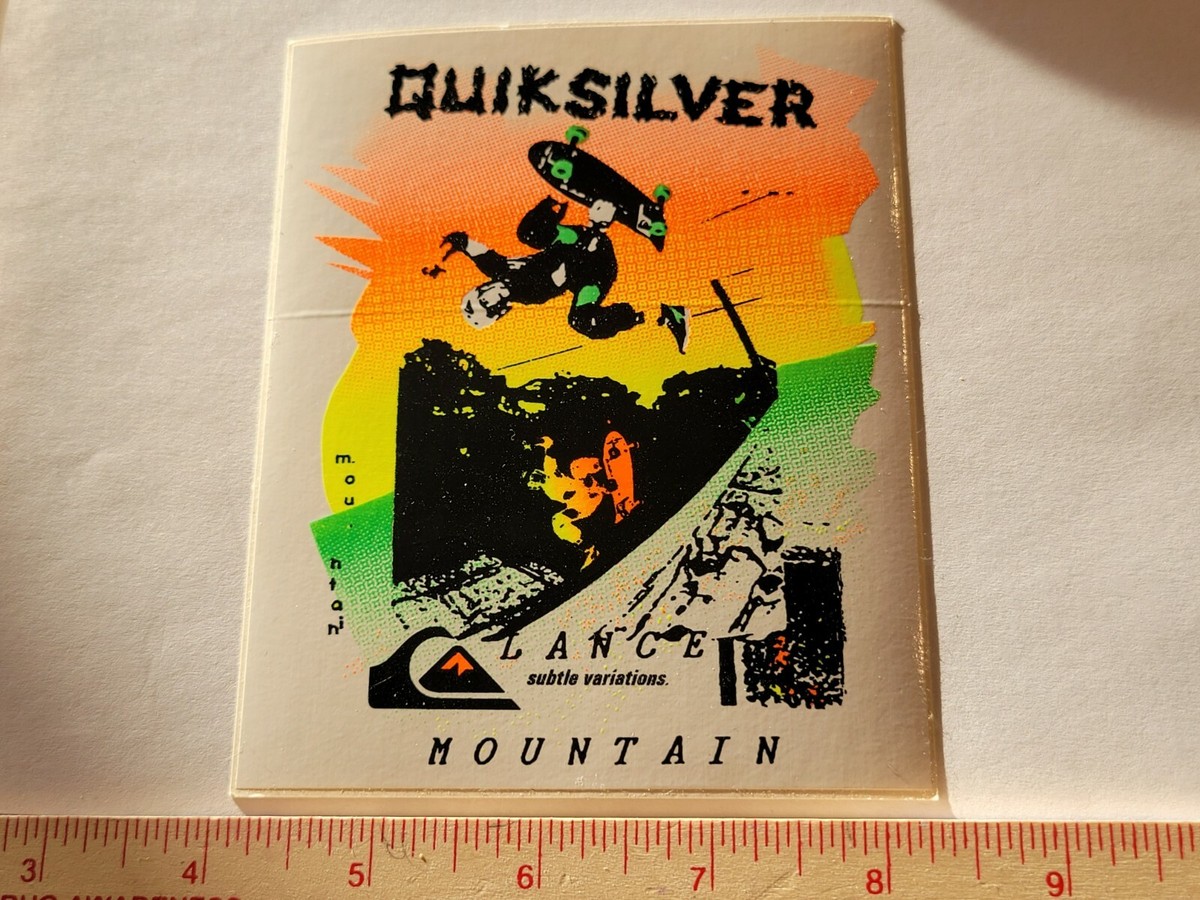 QUIKSILVER
LANCE
subtle variations.
MOUNTAIN
3 4 5 6 7 8 9